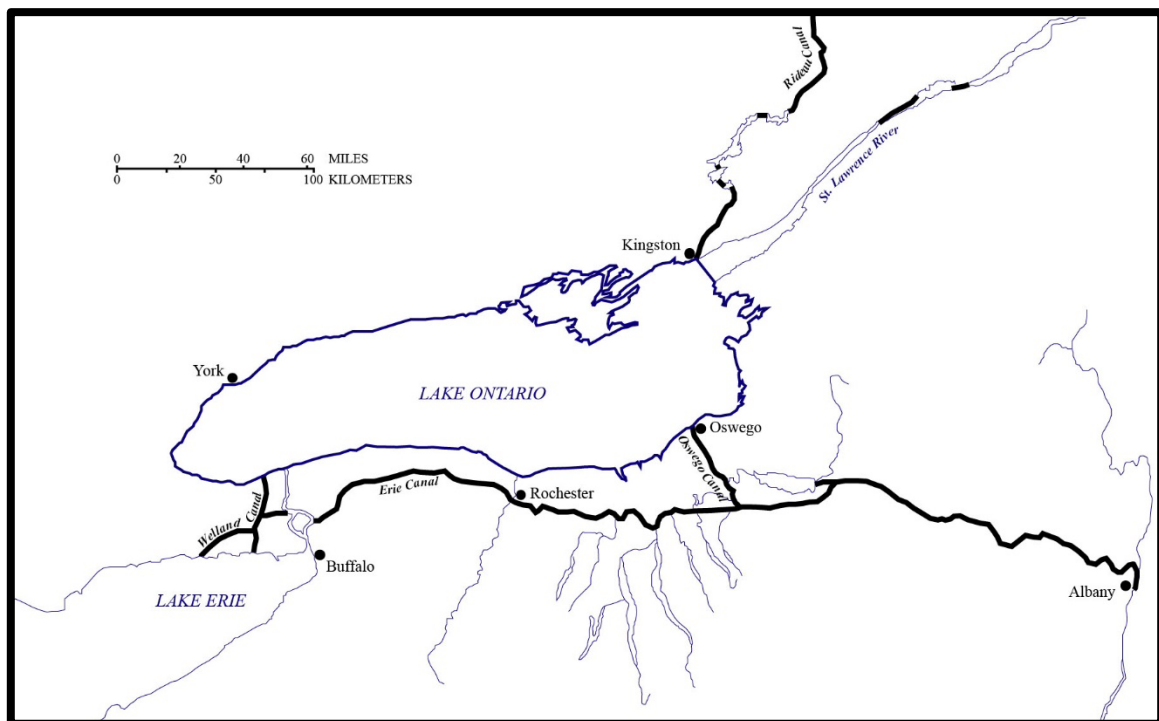 Rideau Canal
0 20 40 60 MILES
0 50 100 KILOMETERS
St. Lawrence River
Kingston
York
LAKE ONTARIO
Oswego
Oswego Canal
Erie Canal
Rochester
Welland Canal
Buffalo
Albany
LAKE ERIE